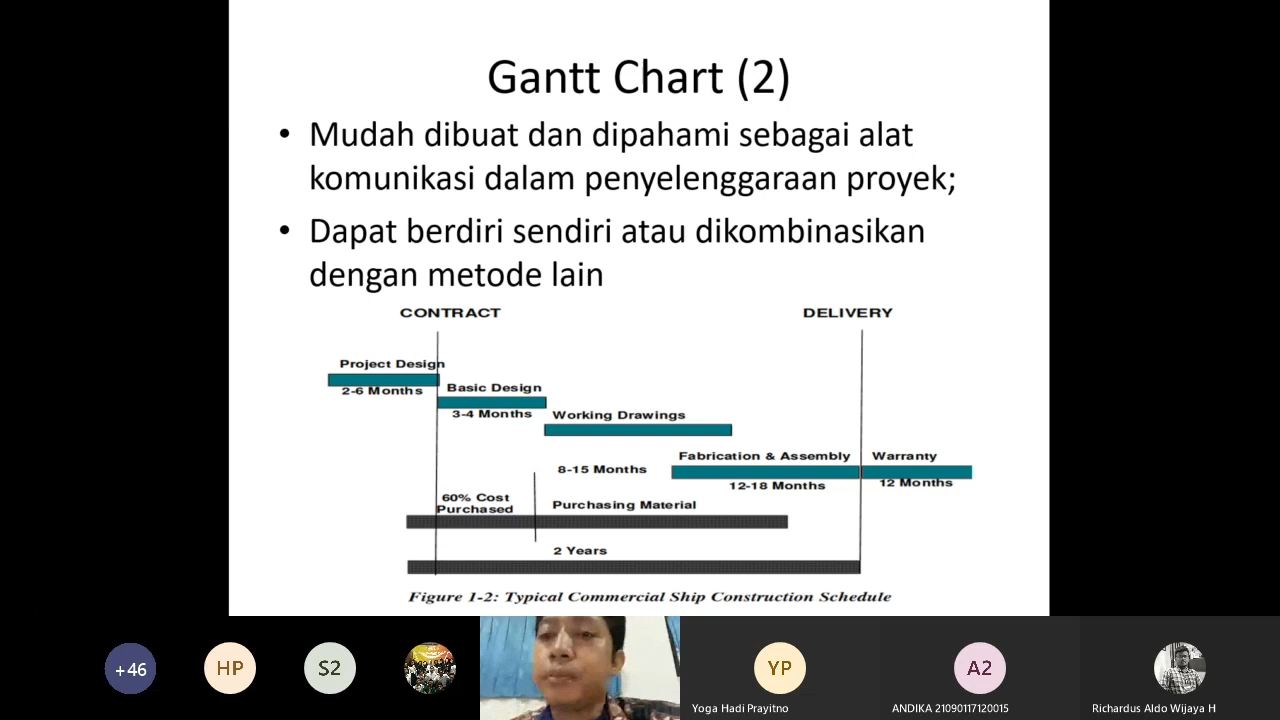 Gantt Chart (2)
• Mudah dibuat dan dipahami sebagai alat
komunikasi dalam penyelenggaraan proyek;
• Dapat berdiri sendiri atau dikombinasikan
dengan metode lain
CONTRACT
DELIVERY
Project Design
2-6 Months
Basic Design
3-4 Months
Working Drawings
8-15 Months
Fabrication & Assembly
12-18 Months
Warranty
12 Months
60% Cost
Purchased
Purchasing Material
2 Years
Figure 1-2: Typical Commercial Ship Construction Schedule
+46
HP
S2
YP
Yoga Hadi Prayitno
A2
ANDIKA 21090117120015
Richardus Aldo Wijaya H